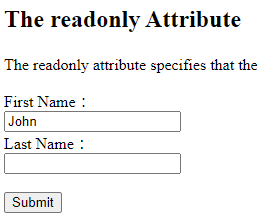 The readonly Attribute
The readonly attribute specifies that the
First Name：
John
Last Name：
Submit